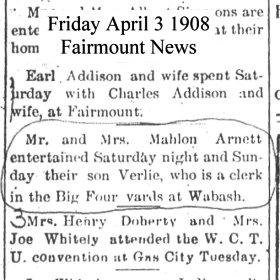 Friday April 3 1908
Fairmount News
ons are
at their
hom
Earl Addison and wife spent Sat-
urday with Charles Addison and
wife, at Fairmount.
Mr. and Mrs. Mahlon Arnett
entertained Saturday night and Sun-
day their son Verlie, who is a clerk
in the Big Four yards at Wabash.
3
Mrs. Henry Doherty and Mrs.
Joe Whitely attended the W. C. T.
U. convention at Gas City Tuesday.